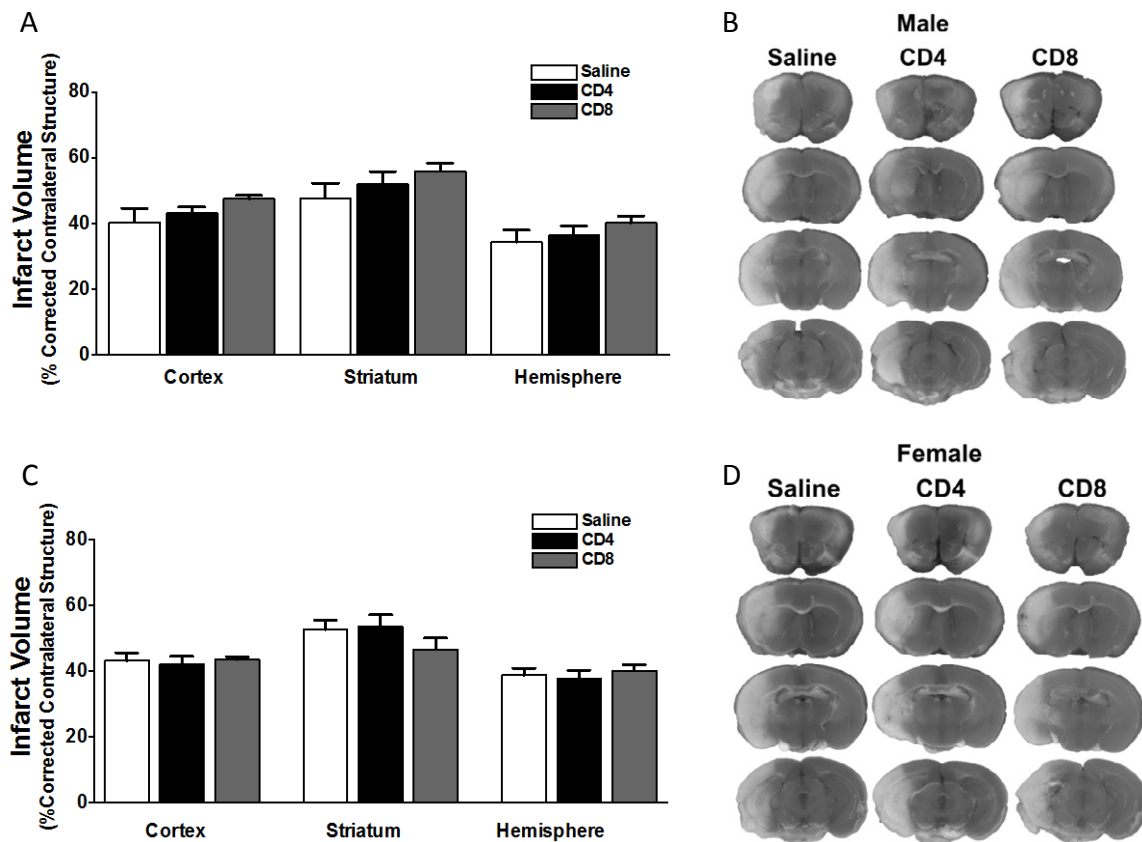 A
Infarct Volume
(% Corrected Contralateral Structure)
80
60
40
20
0
Saline
CD4
CD8
Cortex Striatum Hemisphere
B
Male
Saline CD4 CD8
C
Infarct Volume
(%Corrected Contralateral Structure)
80
60
40
20
0
Saline
CD4
CD8
Cortex Striatum Hemisphere
D
Female
Saline CD4 CD8